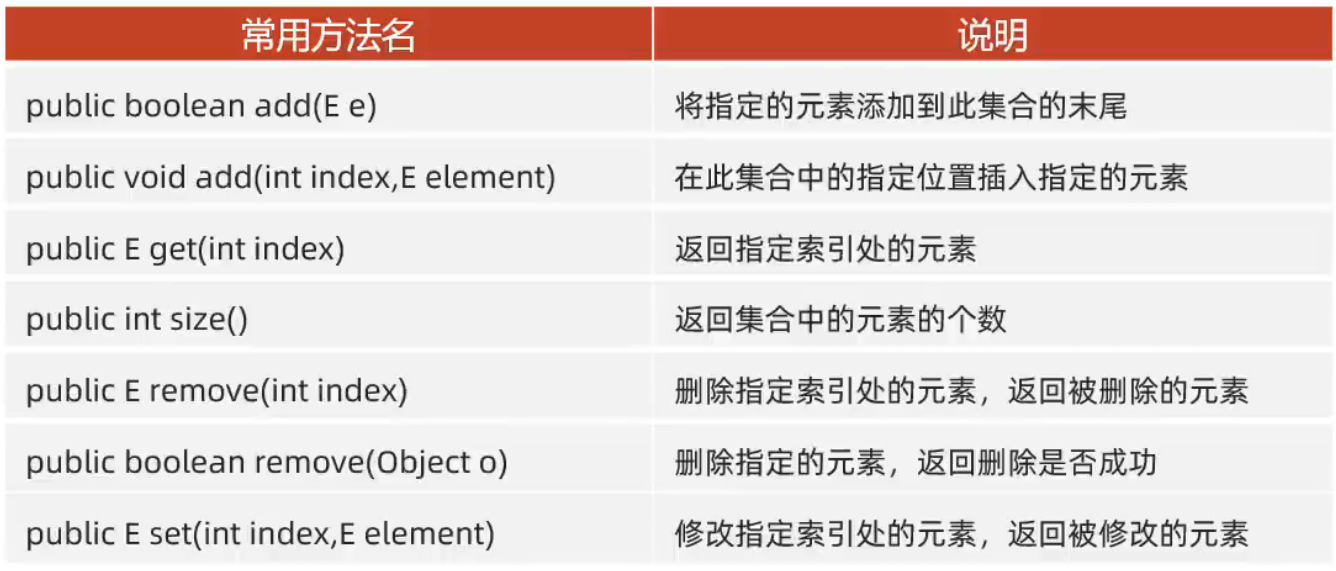 常用方法名 说明
public boolean add(E e) 将指定的元素添加到此集合的末尾
public void add(int index,E element) 在此集合中的指定位置插入指定的元素
public E get(int index) 返回指定索引处的元素
public int size() 返回集合中的元素的个数
public E remove(int index) 删除指定索引处的元素，返回被删除的元素
public boolean remove(Object o) 删除指定的元素，返回删除是否成功
public E set(int index,E element) 修改指定索引处的元素，返回被修改的元素